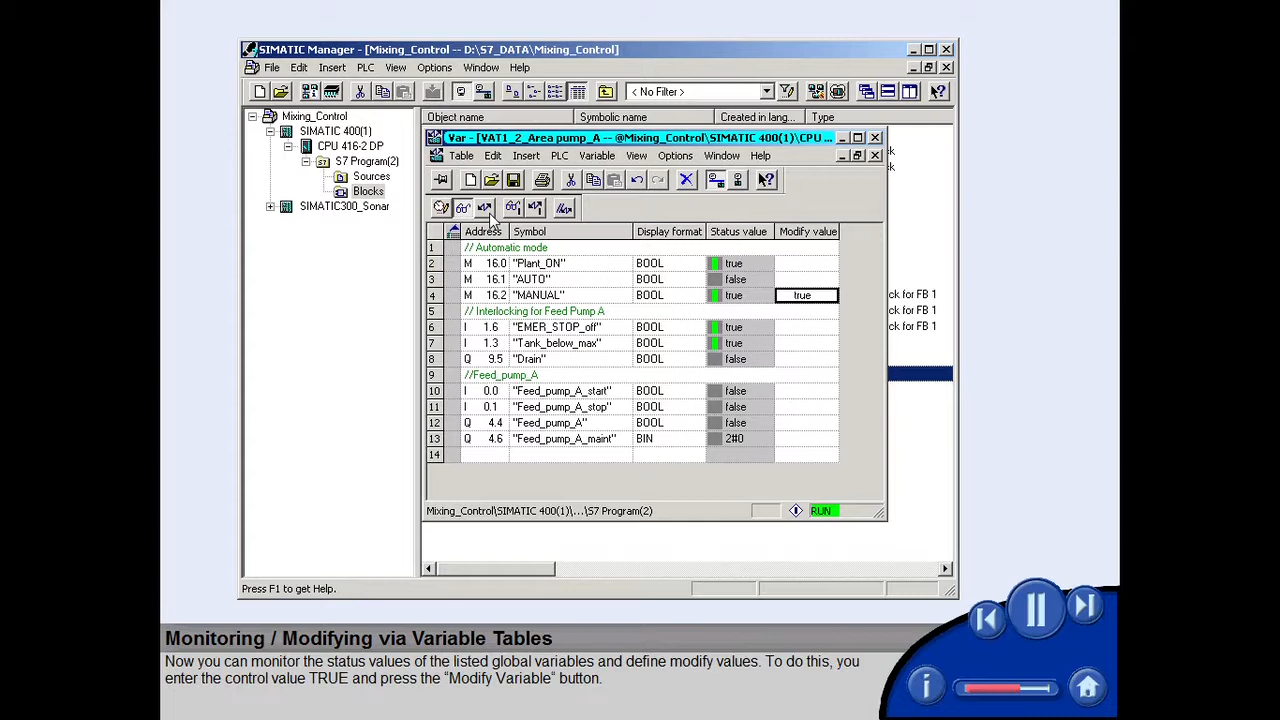 SIMATIC Manager - [Mixing_Control -- D:\S7_DATA\Mixing_Control]
File Edit Insert PLC View Options Window Help
< No Filter >
Mixing_Control
SIMATIC 400(1)
CPU 416-2 DP
S7 Program(2)
Sources
Blocks
SIMATIC300_Sonar
Object name Symbolic name Created in lang... Type
Var - [VAT1_2_Area pump_A -- @Mixing_Control\SIMATIC 400(1)\CPU ...
Table Edit Insert PLC Variable View Options Window Help
Address Symbol Display format Status value Modify value
1 // Automatic mode
2 M 16.0 "Plant_ON" BOOL true
3 M 16.1 "AUTO" BOOL false
4 M 16.2 "MANUAL" BOOL true true
5 // Interlocking for Feed Pump A
6 I 1.6 "EMER_STOP_off" BOOL true
7 I 1.3 "Tank_below_max" BOOL true
8 Q 9.5 "Drain" BOOL false
9 //Feed_pump_A
10 I 0.0 "Feed_pump_A_start" BOOL false
11 I 0.1 "Feed_pump_A_stop" BOOL false
12 Q 4.4 "Feed_pump_A" BOOL false
13 Q 4.6 "Feed_pump_A_maint" BIN 2#0
14
ck for FB 1
ck for FB 1
ck for FB 1
Mixing_Control\SIMATIC 400(1)\...\S7 Program(2) RUN
Press F1 to get Help.
Monitoring / Modifying via Variable Tables
Now you can monitor the status values of the listed global variables and define modify values. To do this, you
enter the control value TRUE and press the "Modify Variable" button.